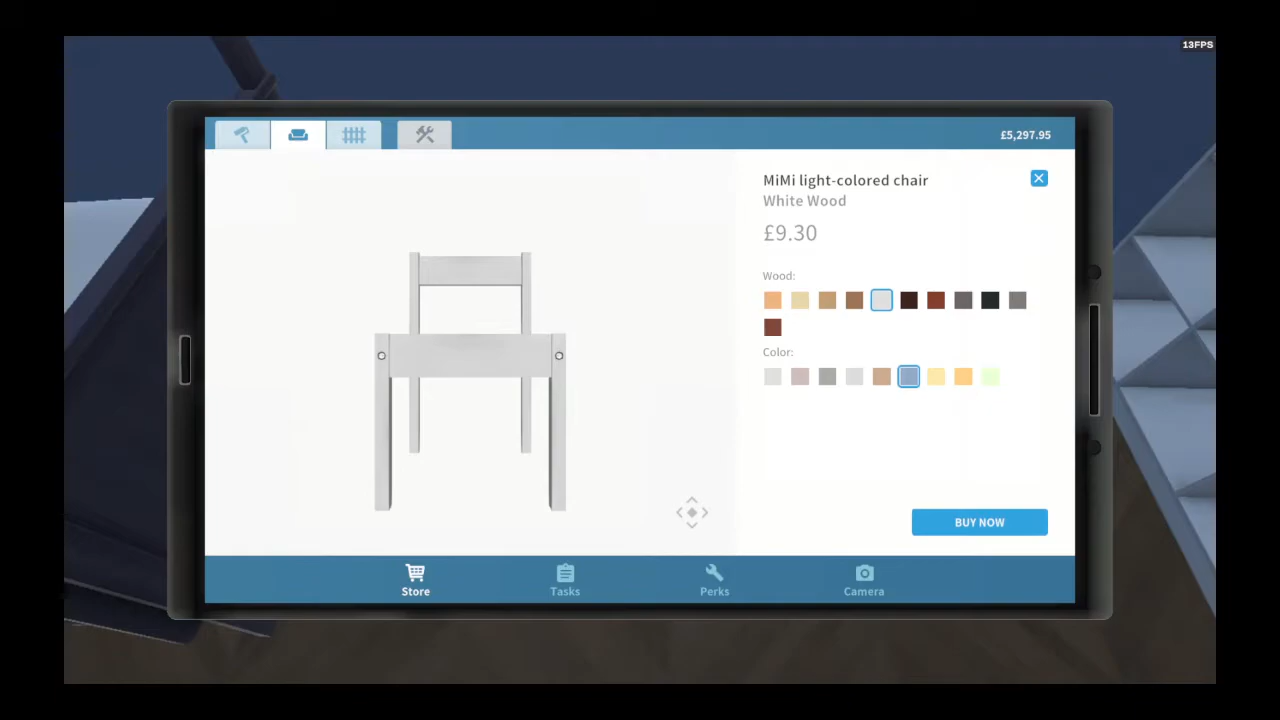 13FPS
£5,297.95
MiMi light-colored chair
White Wood
£9.30
Wood:
Color:
BUY NOW
Store
Tasks
Perks
Camera